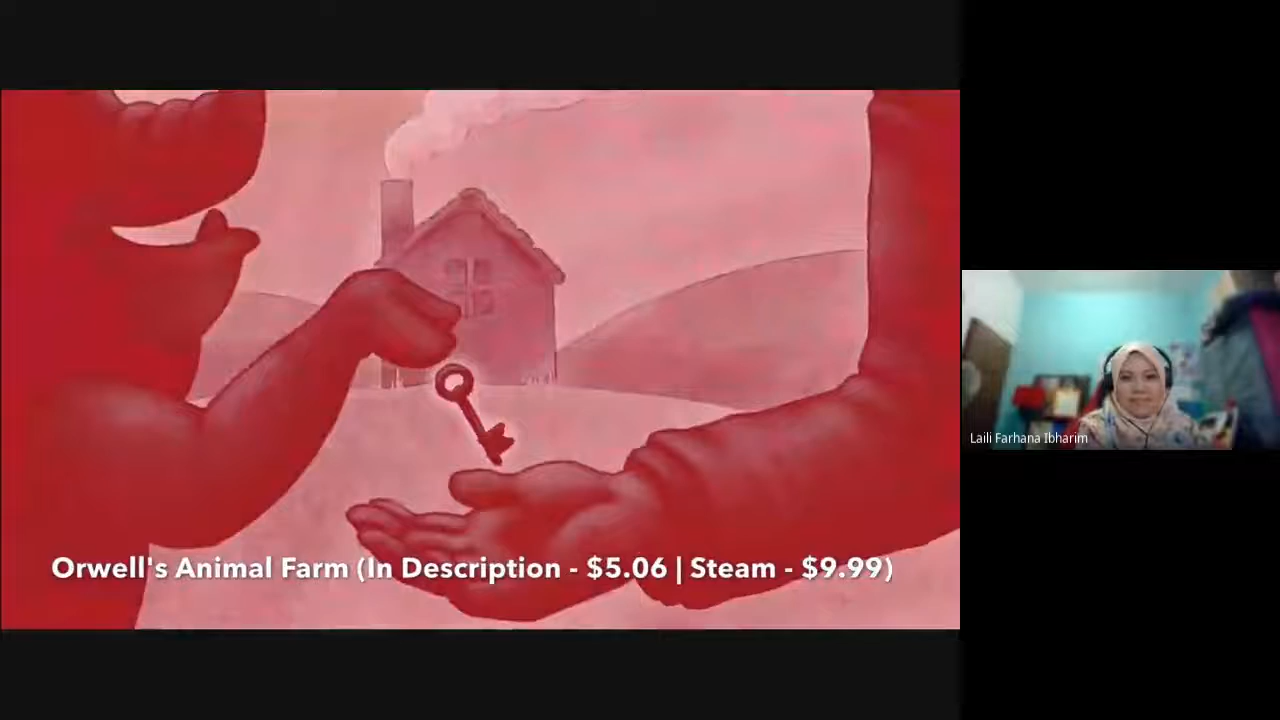 Orwell's Animal Farm (In Description - $5.06 | Steam - $9.99)
Laili Farhana Ibharim